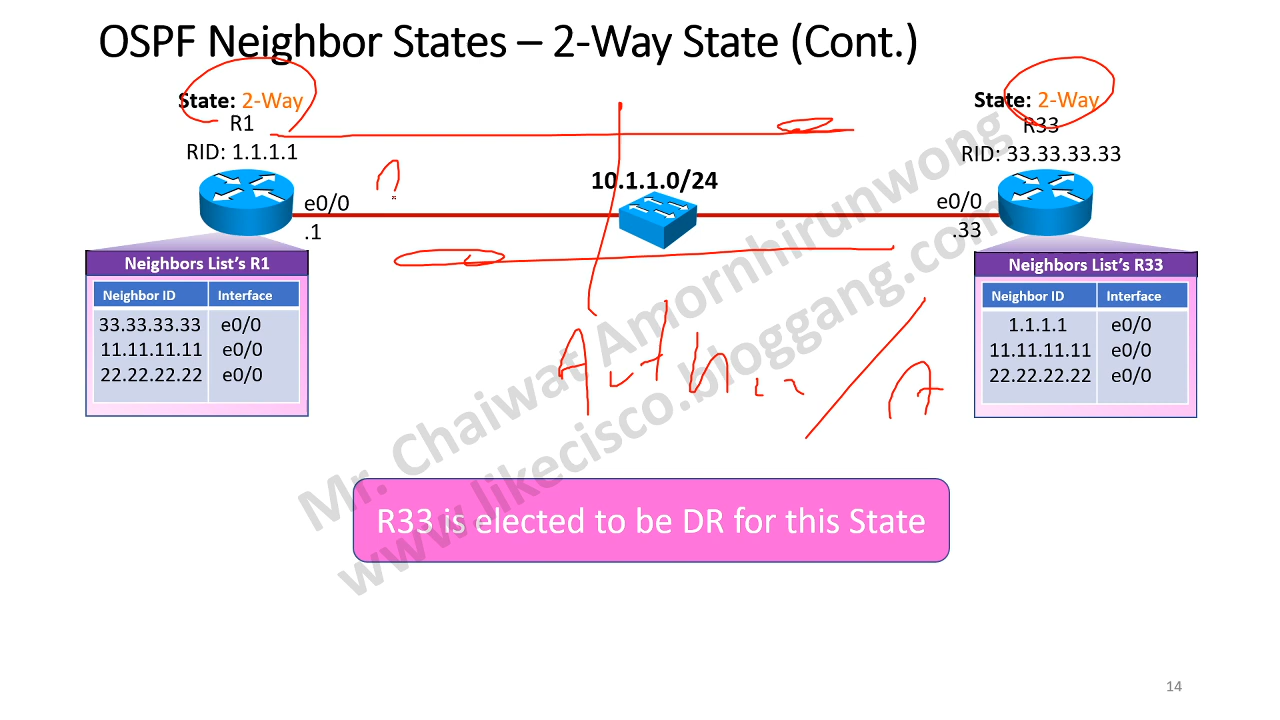 OSPF Neighbor States – 2-Way State (Cont.)
State: 2-Way
R1
RID: 1.1.1.1
State: 2-Way
R33
RID: 33.33.33.33
10.1.1.0/24
e0/0
.1
e0/0
.33
Neighbors List's R1
Neighbor ID Interface
33.33.33.33 e0/0
11.11.11.11 e0/0
22.22.22.22 e0/0
Neighbors List's R33
Neighbor ID Interface
1.1.1.1 e0/0
11.11.11.11 e0/0
22.22.22.22 e0/0
Mr. Chaiwat Amornhirunwong
www.likecisco.bloggang.com
R33 is elected to be DR for this State
14